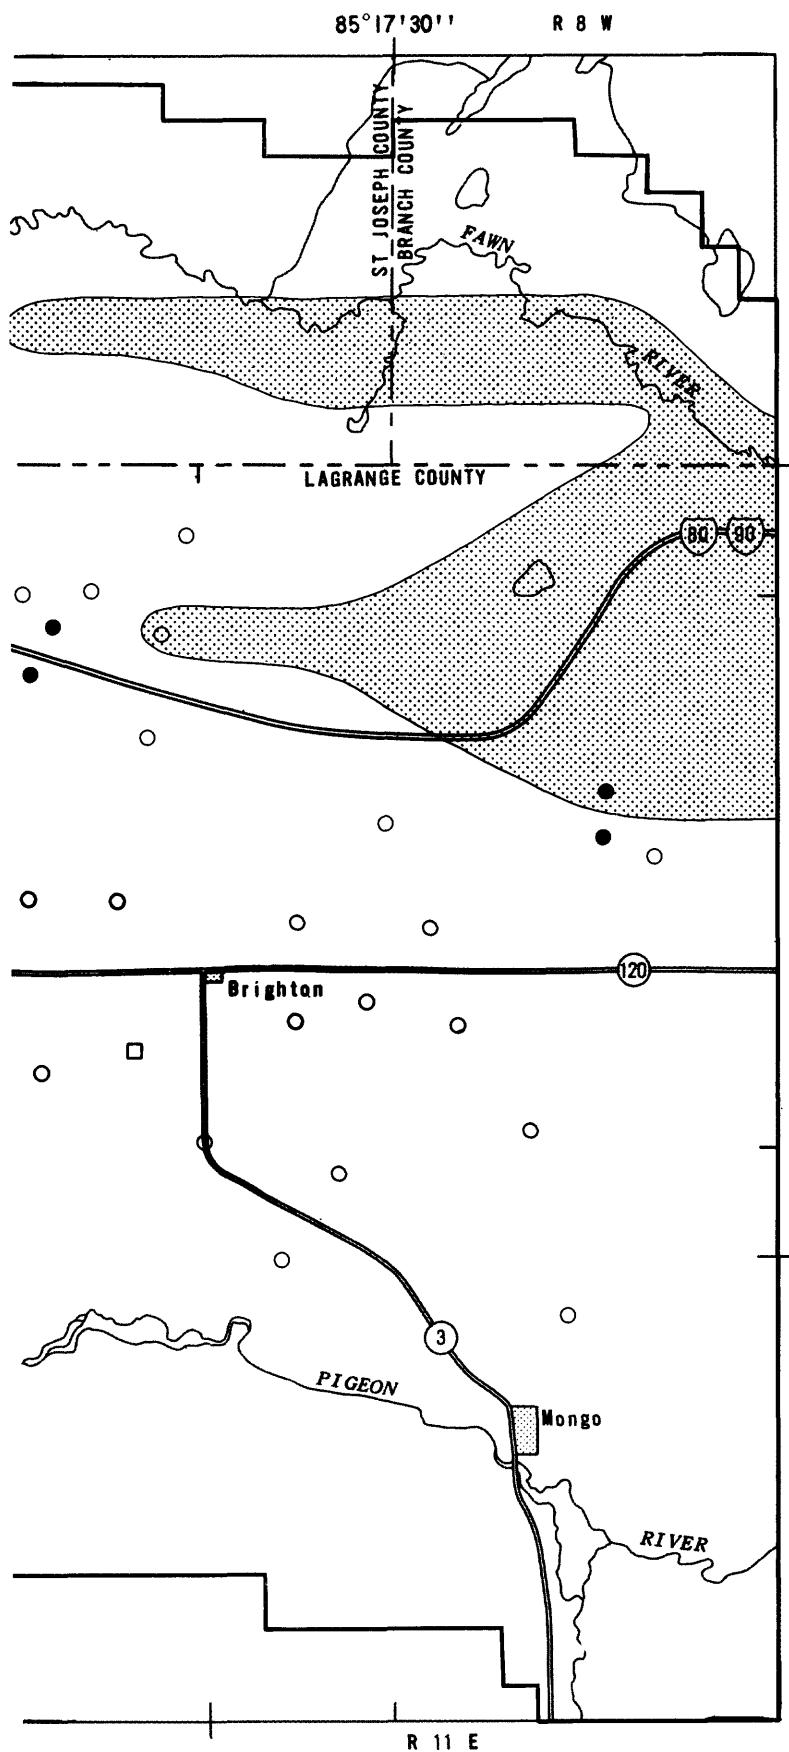 85°17'30''
R 8 W
ST JOSEPH COUNTY
BRANCH COUNTY
FAWN
RIVER
LAGRANGE COUNTY
80
90
120
Brighton
3
PIGEON
Mongo
RIVER
R 11 E